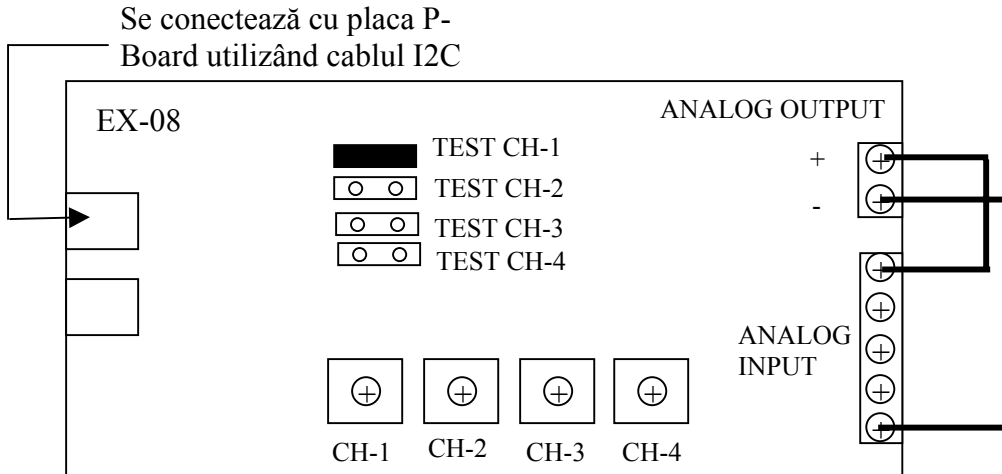 Se conectează cu placa P-
Board utilizând cablul I2C
EX-08
ANALOG OUTPUT
TEST CH-1
+
TEST CH-2
-
TEST CH-3
TEST CH-4
ANALOG
INPUT
CH-1 CH-2 CH-3 CH-4